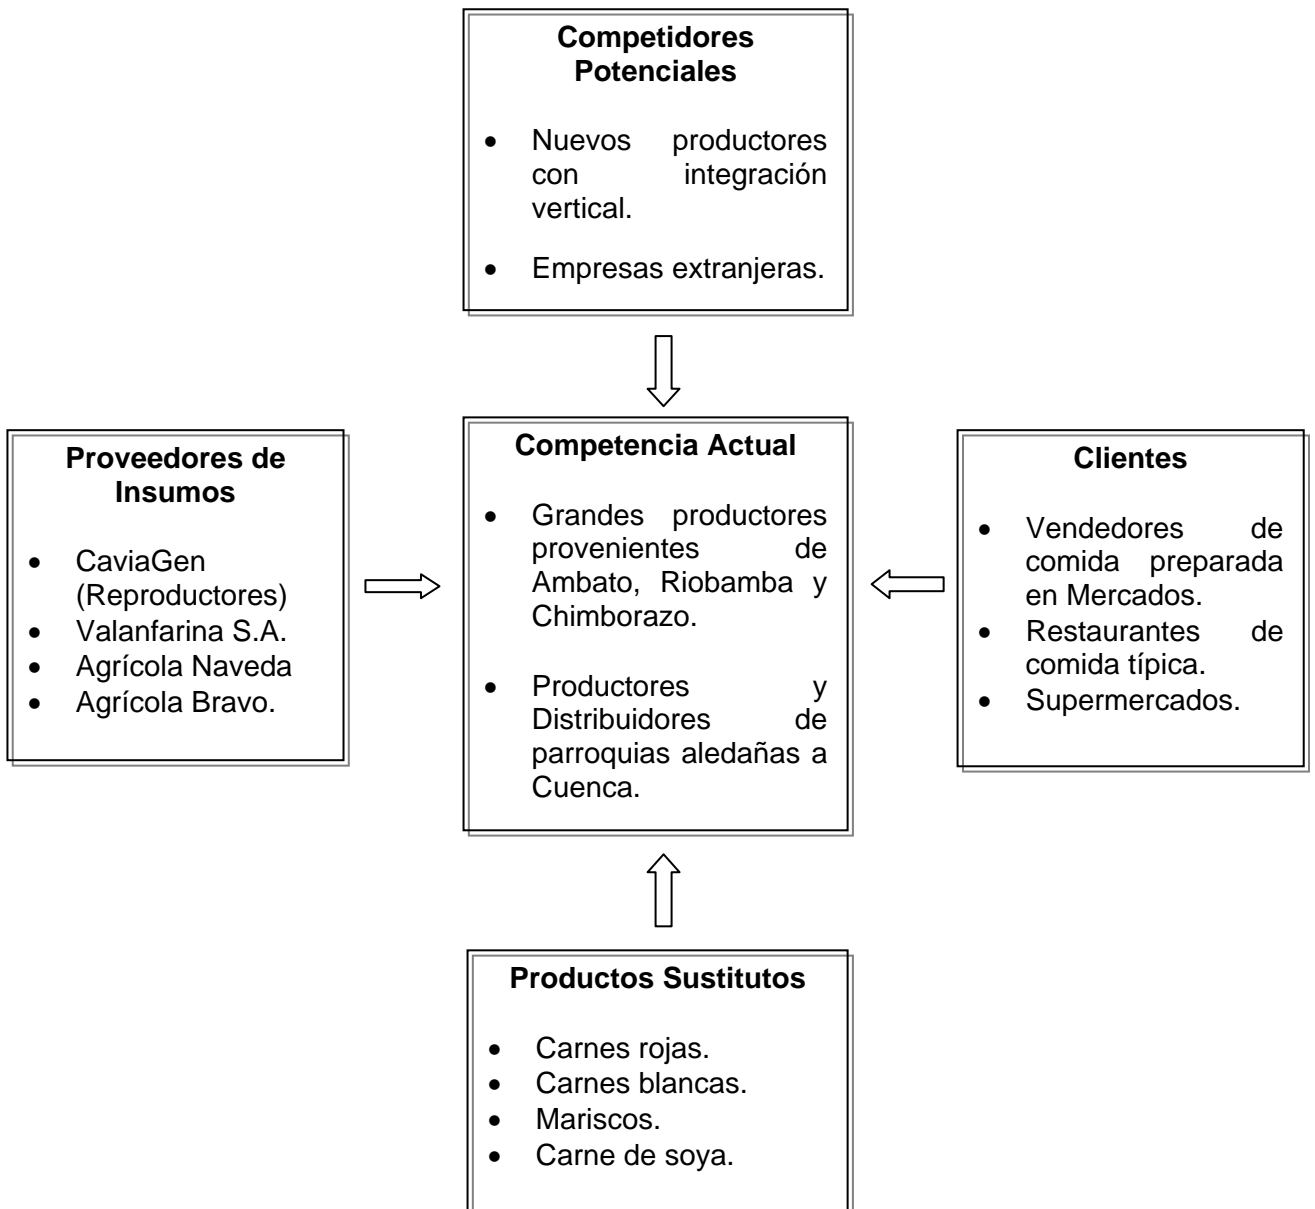 Competidores
Potenciales
• Nuevos productores
con integración
vertical.
• Empresas extranjeras.
Proveedores de
Insumos
• CaviaGen
(Reproductores)
• Valanfarina S.A.
• Agrícola Naveda
• Agrícola Bravo.
Competencia Actual
• Grandes productores
provenientes de
Ambato, Riobamba y
Chimborazo.
• Productores y
Distribuidores de
parroquias aledañas a
Cuenca.
Clientes
• Vendedores de
comida preparada
en Mercados.
• Restaurantes de
comida típica.
• Supermercados.
Productos Sustitutos
• Carnes rojas.
• Carnes blancas.
• Mariscos.
• Carne de soya.